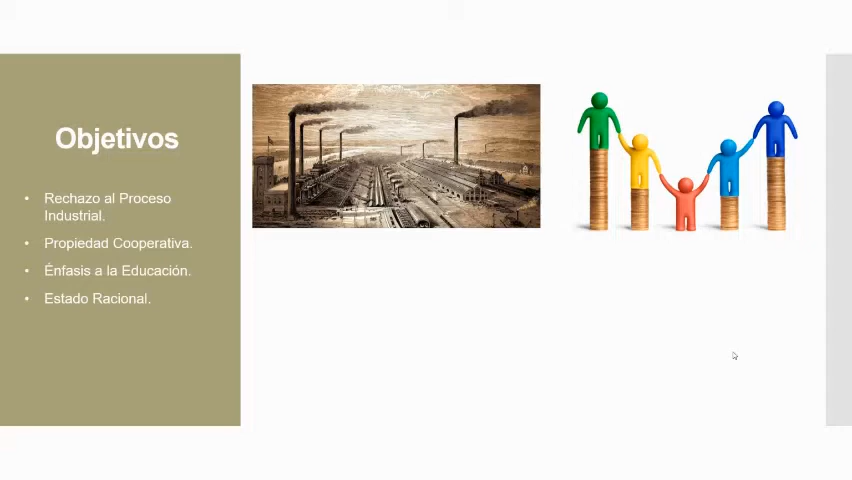 Objetivos
• Rechazo al Proceso
Industrial.
• Propiedad Cooperativa.
• Énfasis a la Educación.
• Estado Racional.